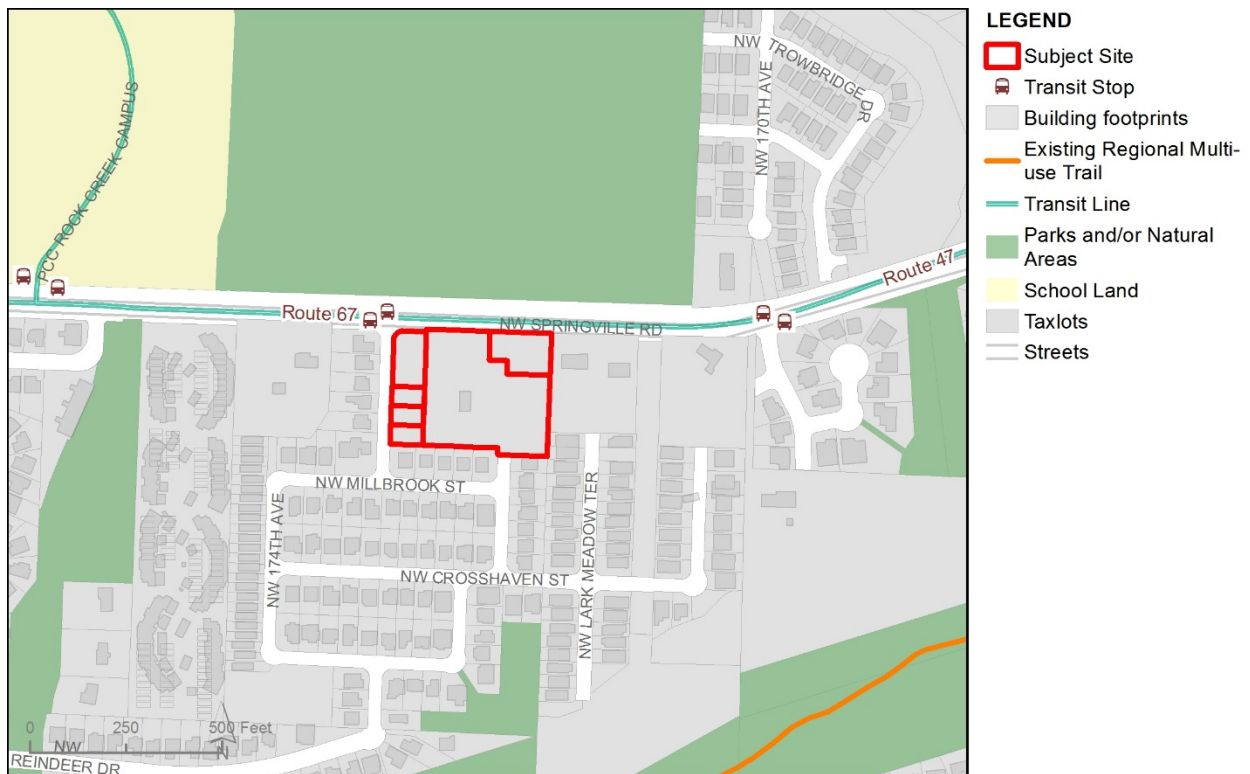 LEGEND
Subject Site
Transit Stop
Building footprints
Existing Regional Multi-
use Trail
Transit Line
Parks and/or Natural
Areas
School Land
Taxlots
Streets
NW TROWBRIDGE DR
NW 170TH AVE
PCC ROCK CREEK CAMPUS
Route 47
Route 67
NW SPRINGVILLE RD
NW MILLBROOK ST
NW 174TH AVE
NW LARK MEADOW TER
NW CROSSHAVEN ST
0 250 500 Feet
N
NW
REINDEER DR